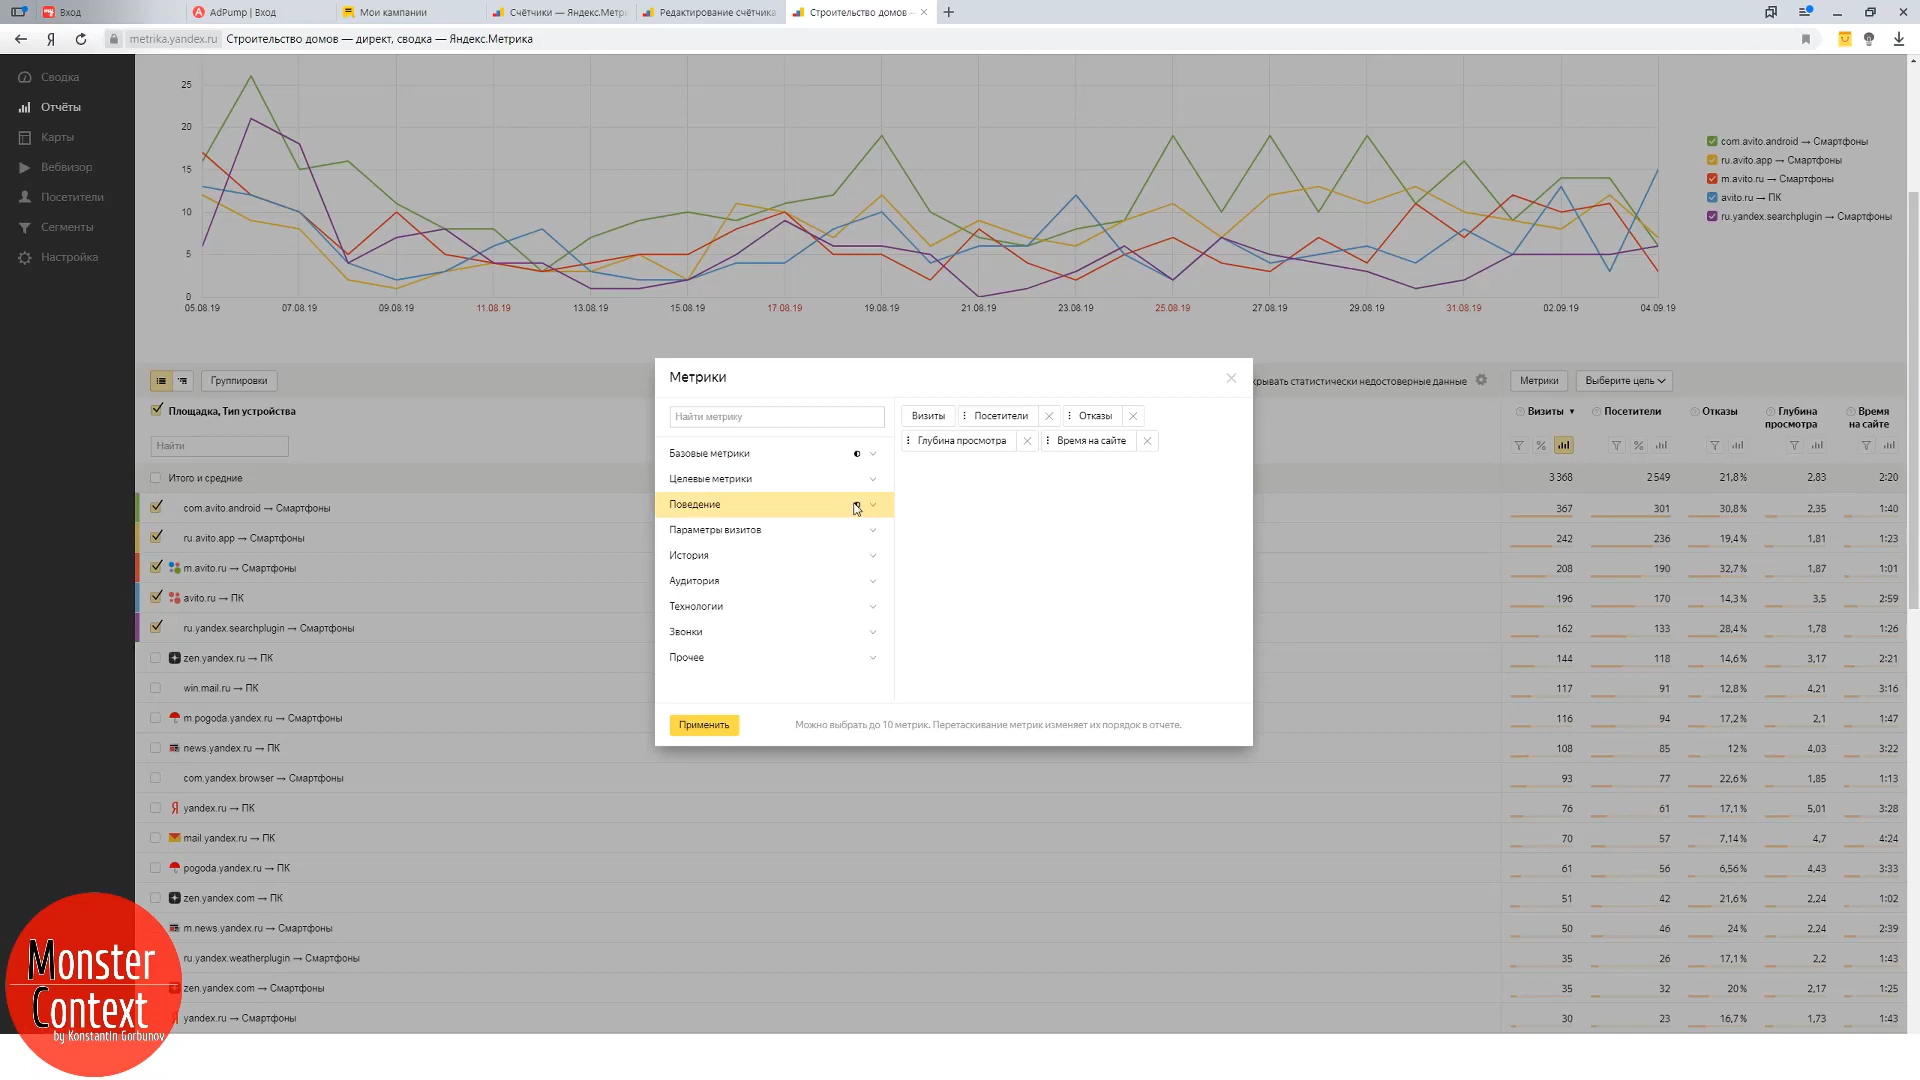 Вход
AdPump | Вход
Мои кампании
Счётчики — Яндекс.Метри
Редактирование счётчика
Строительство домов —
metrika.yandex.ru Строительство домов — директ, сводка — Яндекс.Метрика
Сводка
Отчёты
Карты
Вебвизор
Посетители
Сегменты
Настройка
25
20
15
10
5
0
05.08.19 07.08.19 09.08.19 11.08.19 13.08.19 15.08.19 17.08.19 19.08.19 21.08.19 23.08.19 25.08.19 27.08.19 29.08.19 31.08.19 02.09.19 04.09.19
com.avito.android → Смартфоны
ru.avito.app → Смартфоны
m.avito.ru → Смартфоны
avito.ru → ПК
ru.yandex.searchplugin → Смартфоны
Группировки
крывать статистически недостоверные данные
Метрики
Выберите цель
Площадка, Тип устройства
Найти
Визиты ▼ Посетители Отказы Глубина просмотра Время на сайте
Итого и средние 3 368 2 549 21,8 % 2,83 2:20
com.avito.android → Смартфоны 367 301 30,8 % 2,35 1:40
ru.avito.app → Смартфоны 242 236 19,4 % 1,81 1:23
m.avito.ru → Смартфоны 208 190 32,7 % 1,87 1:01
avito.ru → ПК 196 170 14,3 % 3,5 2:59
ru.yandex.searchplugin → Смартфоны 162 133 28,4 % 1,78 1:26
zen.yandex.ru → ПК 144 118 14,6 % 3,17 2:21
win.mail.ru → ПК 117 91 12,8 % 4,21 3:16
m.pogoda.yandex.ru → Смартфоны 116 94 17,2 % 2,1 1:47
news.yandex.ru → ПК 108 85 12 % 4,03 3:22
com.yandex.browser → Смартфоны 93 77 22,6 % 1,85 1:13
yandex.ru → ПК 76 61 17,1 % 5,01 3:28
mail.yandex.ru → ПК 70 57 7,14 % 4,7 4:24
pogoda.yandex.ru → ПК 61 56 6,56 % 4,43 3:33
zen.yandex.com → ПК 51 42 21,6 % 2,24 1:02
m.news.yandex.ru → Смартфоны 50 46 24 % 2,24 2:39
ru.yandex.weatherplugin → Смартфоны 35 26 17,1 % 2,2 1:43
zen.yandex.com → Смартфоны 35 32 20 % 2,17 1:25
yandex.ru → Смартфоны 30 23 16,7 % 1,73 1:43
Метрики
Найти метрику
Базовые метрики
Целевые метрики
Поведение
Параметры визитов
История
Аудитория
Технологии
Звонки
Прочее
Визиты Посетители Отказы
Глубина просмотра Время на сайте
Применить
Можно выбрать до 10 метрик. Перетаскивание метрик изменяет их порядок в отчете.
Monster
Context
by Konstantin Gorbunov